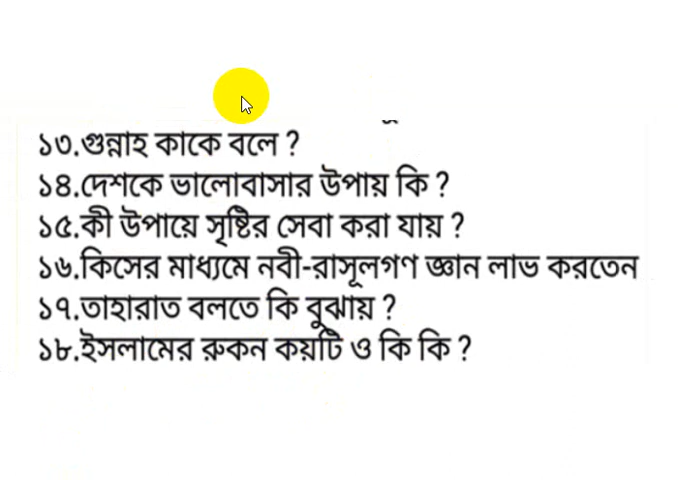 ১৩.গুন্নাহ কাকে বলে ?
১৪.দেশকে ভালোবাসার উপায় কি ?
১৫.কী উপায়ে সৃষ্টির সেবা করা যায় ?
১৬.কিসের মাধ্যমে নবী-রাসূলগণ জ্ঞান লাভ করতেন
১৭.তাহারাত বলতে কি বুঝায় ?
১৮.ইসলামের রুকন কয়টি ও কি কি ?